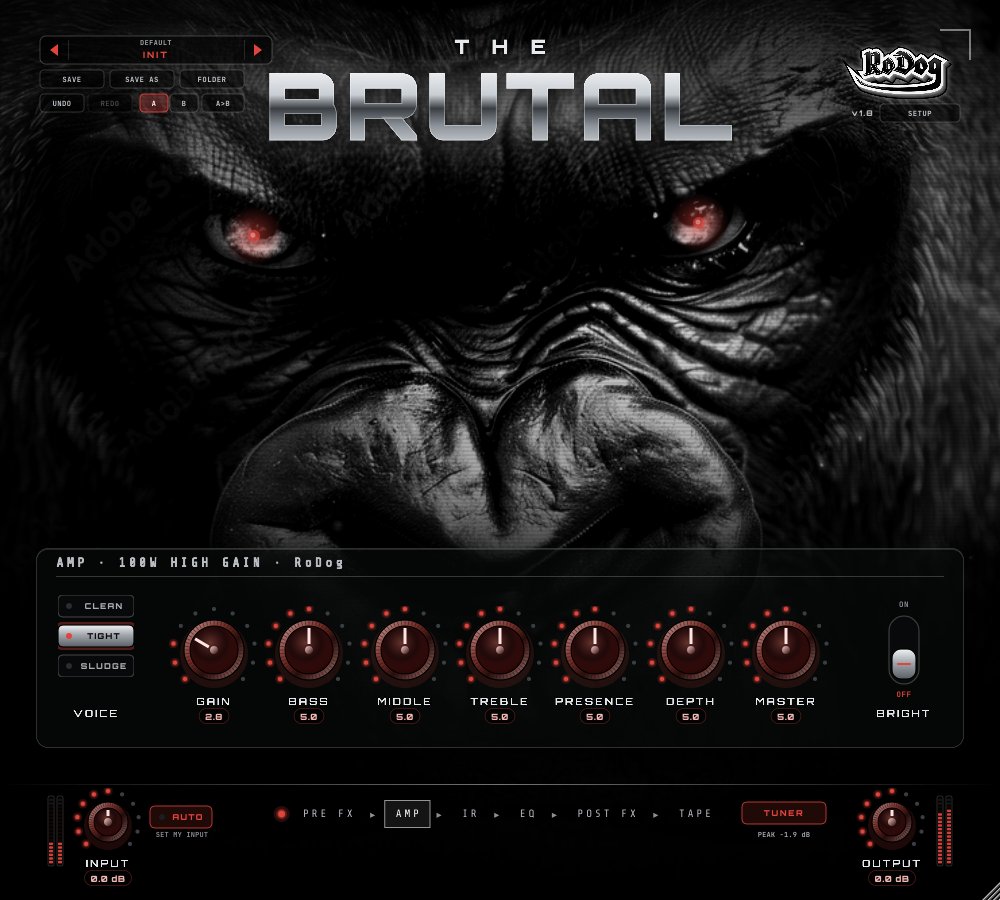 DEFAULT
INIT
SAVE
SAVE AS
FOLDER
UNDO
REDO
A
B
A>B
THE
BRUTAL
RoDog
v1.8
SETUP
Adobe S
AMP · 100W HIGH GAIN · RoDog
CLEAN
TIGHT
SLUDGE
VOICE
GAIN
2.8
BASS
5.0
MIDDLE
5.0
TREBLE
5.0
PRESENCE
5.0
DEPTH
5.0
MASTER
5.0
ON
OFF
BRIGHT
INPUT
0.0 dB
AUTO
SET MY INPUT
PRE FX ▸ AMP ▸ IR ▸ EQ ▸ POST FX ▸ TAPE
TUNER
PEAK -1.9 dB
OUTPUT
0.0 dB